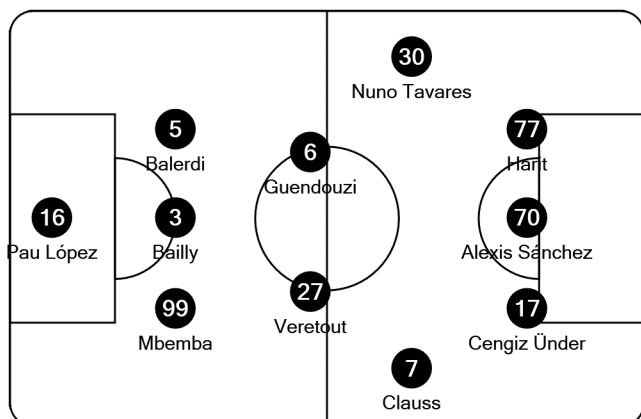 30
Nuno Tavares
5
Balerdi
77
Harit
6
Guendouzi
16
Pau López
3
Bailly
70
Alexis Sánchez
27
Veretout
99
Mbemba
17
Cengiz Ünder
7
Clauss